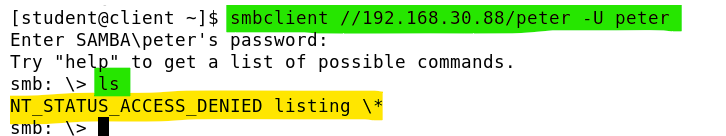 [student@client ~]$ smbclient //192.168.30.88/peter -U peter
Enter SAMBA\peter's password:
Try "help" to get a list of possible commands.
smb: \> ls
NT_STATUS_ACCESS_DENIED listing \*
smb: \>